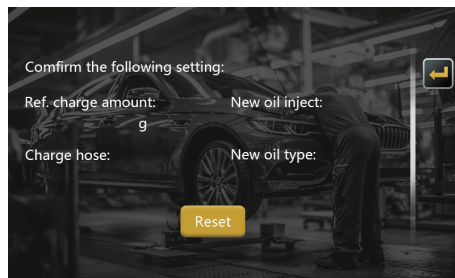 Comfirm the following setting:
Ref. charge amount: New oil inject:
g
Charge hose: New oil type:
Reset